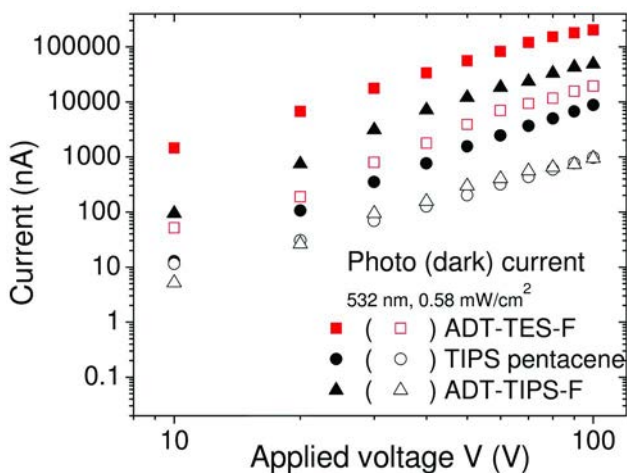 100000
10000
1000
100
10
1
0.1
Current (nA)
Photo (dark) current
532 nm, 0.58 mW/cm²
( ) ADT-TES-F
( ) TIPS pentacene
( ) ADT-TIPS-F
10 100
Applied voltage V (V)